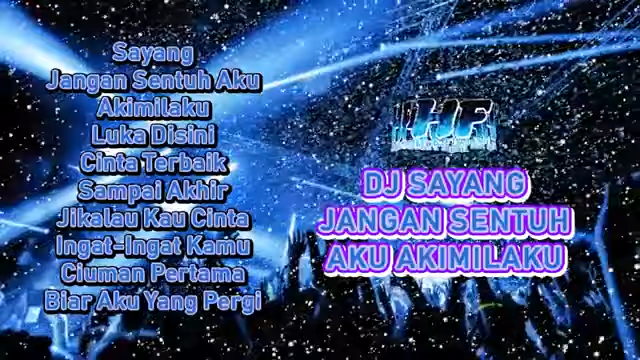 Sayang
Jangan Sentuh Aku
Akimilaku
Luka Disini
Cinta Terbaik
Sampai Akhir
Jikalau Kau Cinta
Ingat-Ingat Kamu
Ciuman Pertama
Biar Aku Yang Pergi
HF
DJ SAYANG
JANGAN SENTUH
AKU AKIMILAKU